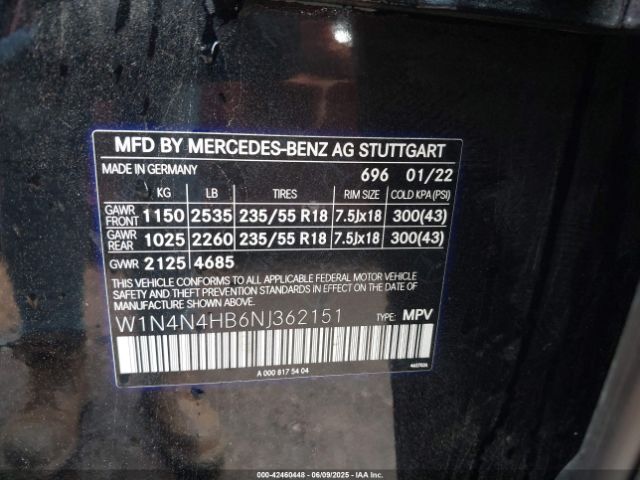 MFD BY MERCEDES-BENZ AG STUTTGART
MADE IN GERMANY 696 01/22
KG LB TIRES RIM SIZE COLD KPA(PSI)
GAWR FRONT 1150 2535 235/55 R18 7.5Jx18 300(43)
GAWR REAR 1025 2260 235/55 R18 7.5Jx18 300(43)
GVWR 2125 4685
THIS VEHICLE CONFORMS TO ALL APPLICABLE FEDERAL MOTOR VEHICLE
SAFETY AND THEFT PREVENTION STANDARDS IN EFFECT ON THE
DATE OF MANUFACTURE SHOWN ABOVE.
W1N4N4HB6NJ362151 TYPE: MPV
A 000 817 54 04
000-42460448 - 06/09/2025 - IAA Inc.